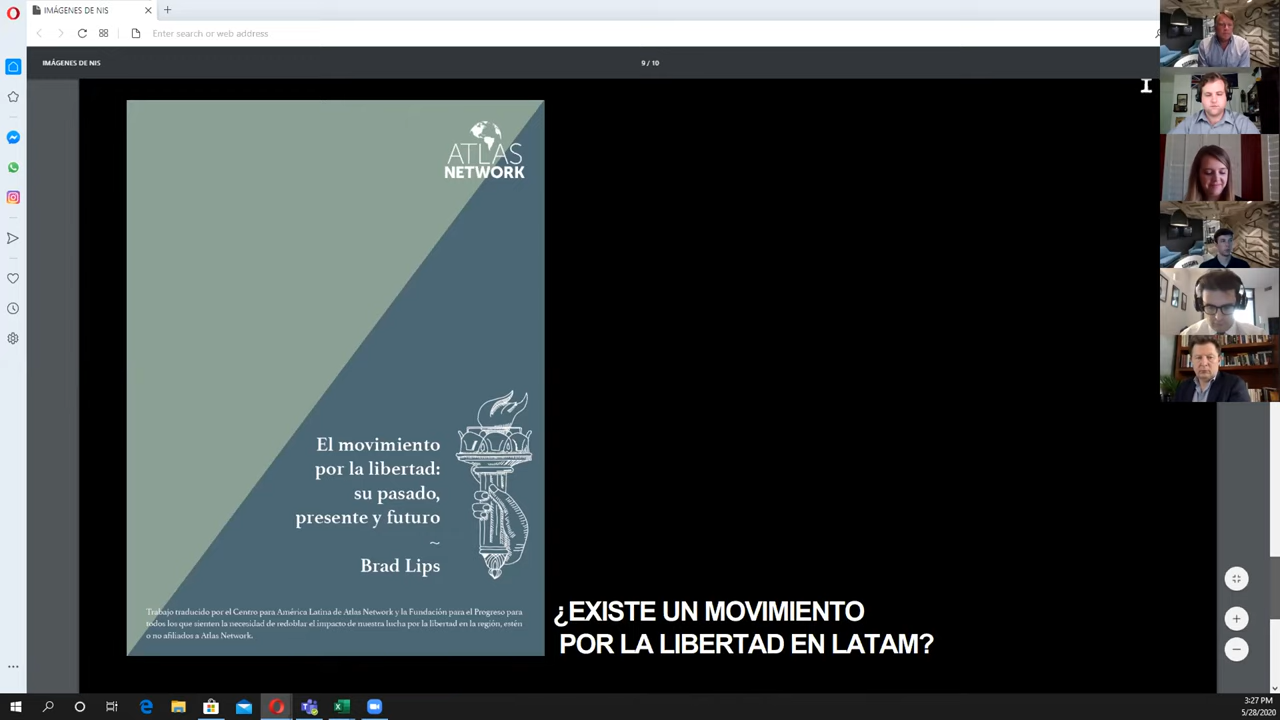 IMÁGENES DE NIS
Enter search or web address
IMÁGENES DE NIS
9 / 10
ATLAS
NETWORK
El movimiento
por la libertad:
su pasado,
presente y futuro
~
Brad Lips
Trabajo traducido por el Centro para América Latina de Atlas Network y la Fundación para el Progreso para
todos los que sienten la necesidad de redoblar el impacto de nuestra lucha por la libertad en la región, estén
o no afiliados a Atlas Network.
¿EXISTE UN MOVIMIENTO
POR LA LIBERTAD EN LATAM?
3:27 PM
5/28/2020